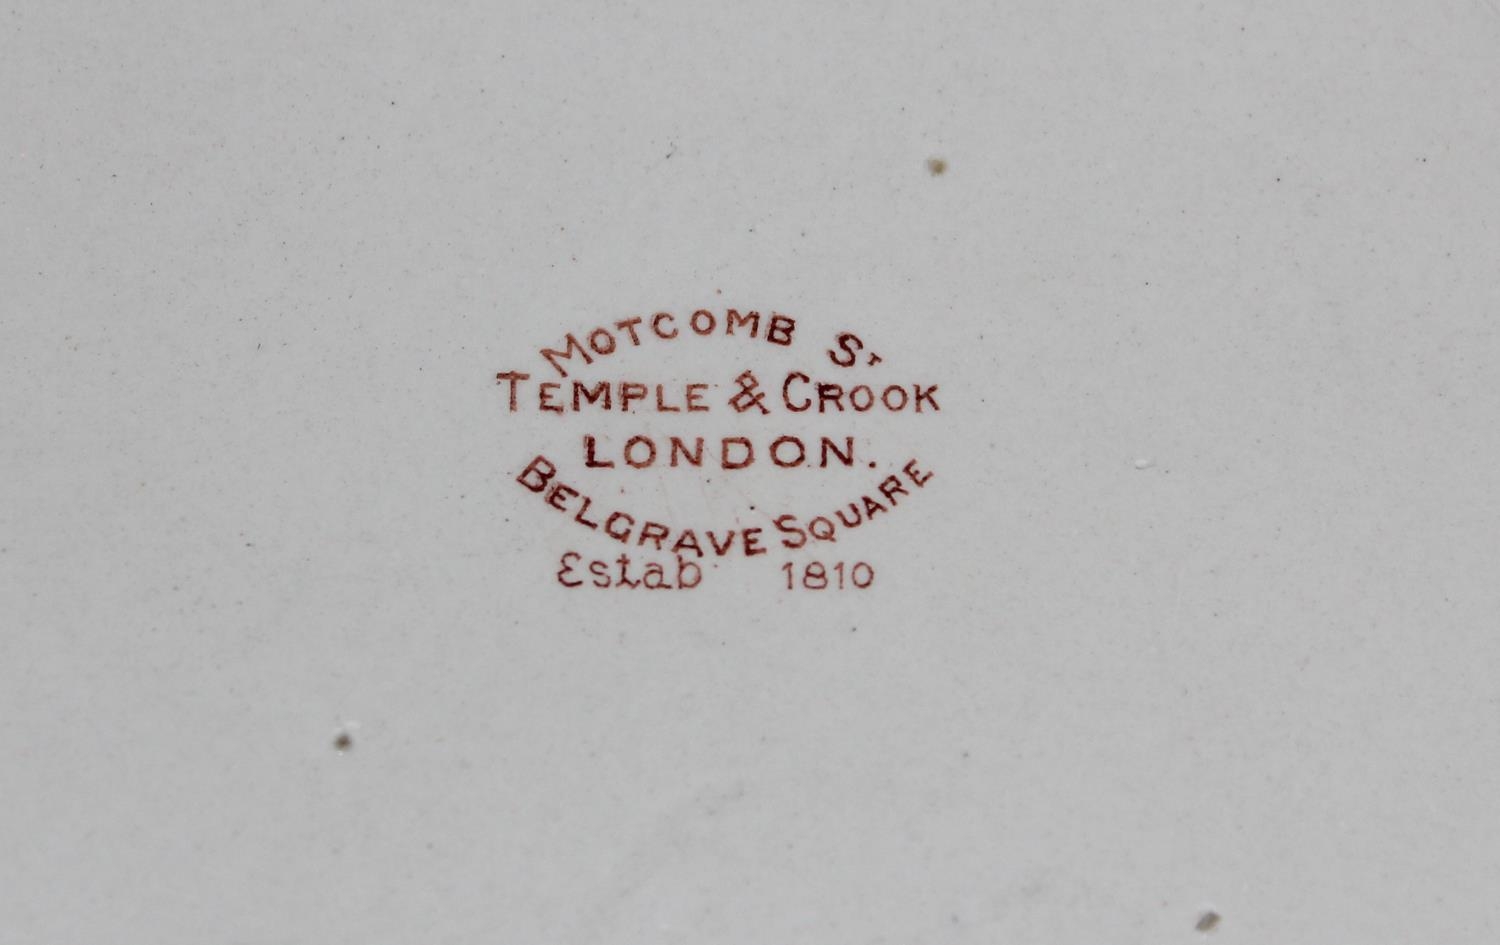 MOTCOMB ST
TEMPLE & CROOK
LONDON.
BELGRAVE SQUARE
Estab 1810